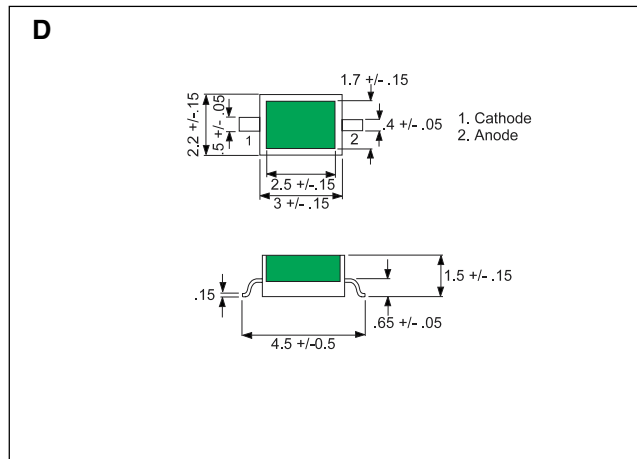 D
1.7 +/- .15
2.2 +/-.15
.5 +/- .05
1
2
.4 +/- .05
1. Cathode
2. Anode
2.5 +/-.15
3 +/- .15
.15
1.5 +/- .15
.65 +/- .05
4.5 +/-0.5